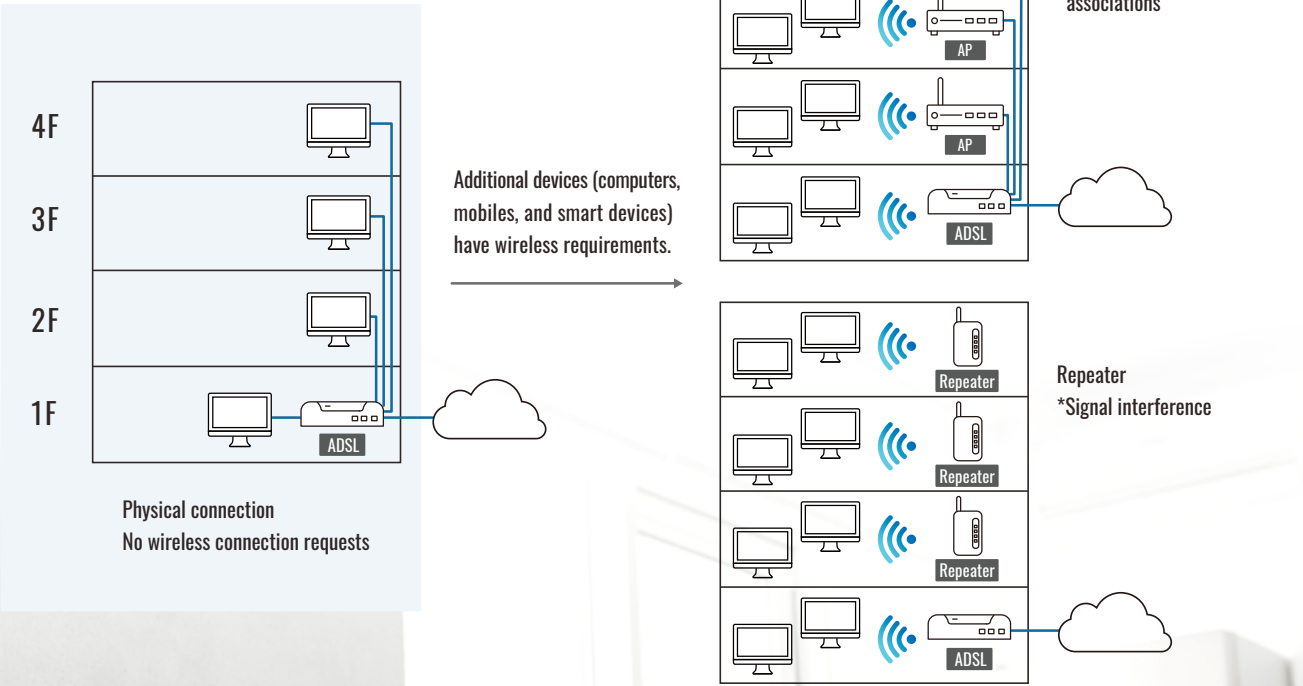 4F
3F
2F
1F
ADSL
Physical connection
No wireless connection requests
Additional devices (computers,
mobiles, and smart devices)
have wireless requirements.
associations
AP
AP
ADSL
Repeater
Repeater
Repeater
ADSL
Repeater
*Signal interference